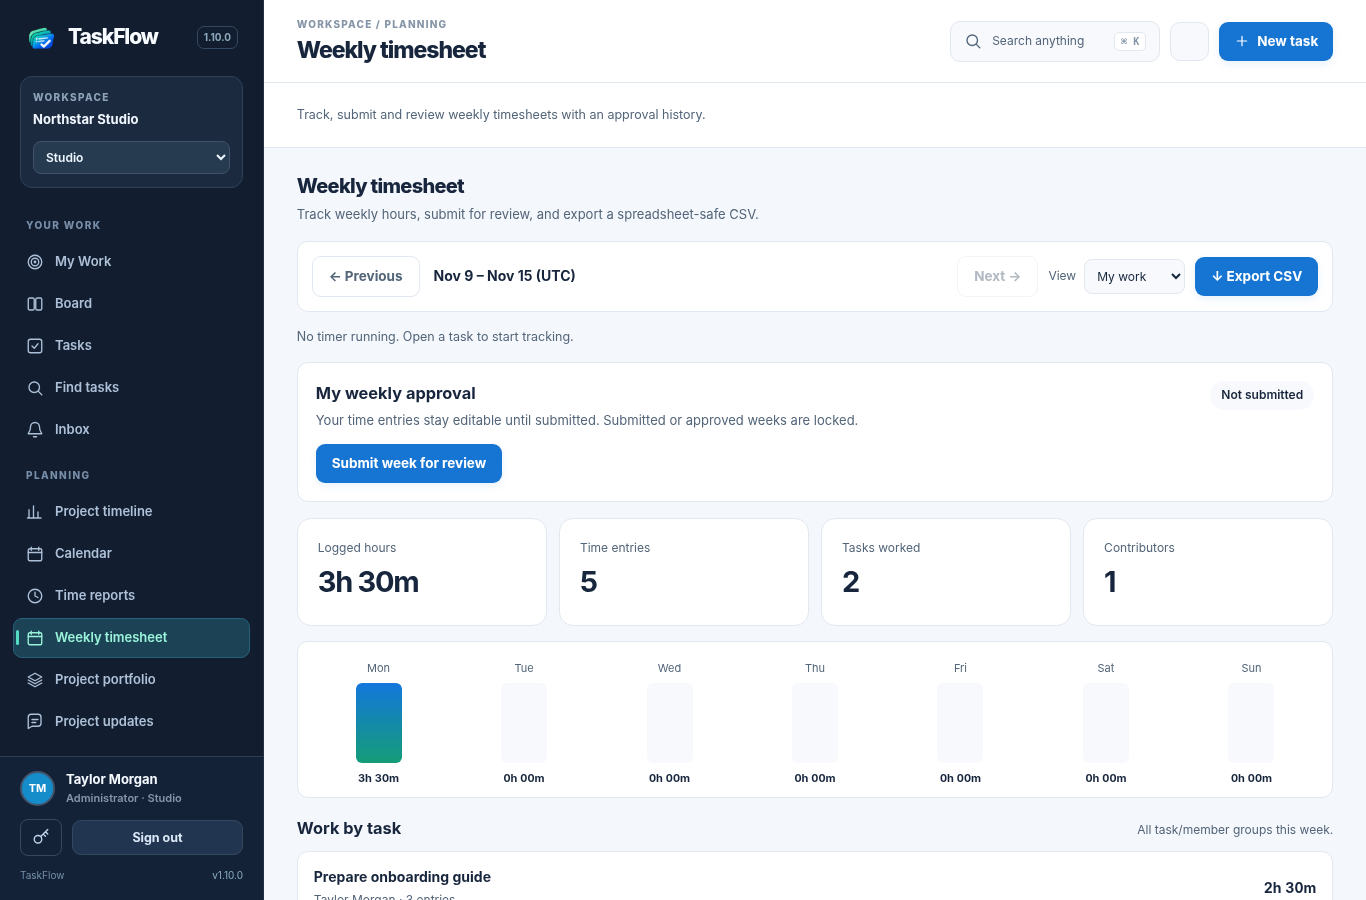 TaskFlow
1.10.0
WORKSPACE
Northstar Studio
Studio
YOUR WORK
My Work
Board
Tasks
Find tasks
Inbox
PLANNING
Project timeline
Calendar
Time reports
Weekly timesheet
Project portfolio
Project updates
TM
Taylor Morgan
Administrator · Studio
Sign out
TaskFlow
v1.10.0
WORKSPACE / PLANNING
Weekly timesheet
Search anything
⌘ K
+ New task
Track, submit and review weekly timesheets with an approval history.
Weekly timesheet
Track weekly hours, submit for review, and export a spreadsheet-safe CSV.
← Previous
Nov 9 – Nov 15 (UTC)
Next →
View
My work
↓ Export CSV
No timer running. Open a task to start tracking.
My weekly approval
Not submitted
Your time entries stay editable until submitted. Submitted or approved weeks are locked.
Submit week for review
Logged hours
3h 30m
Time entries
5
Tasks worked
2
Contributors
1
Mon
3h 30m
Tue
0h 00m
Wed
0h 00m
Thu
0h 00m
Fri
0h 00m
Sat
0h 00m
Sun
0h 00m
Work by task
All task/member groups this week.
Prepare onboarding guide
Taylor Morgan · 3 entries
2h 30m